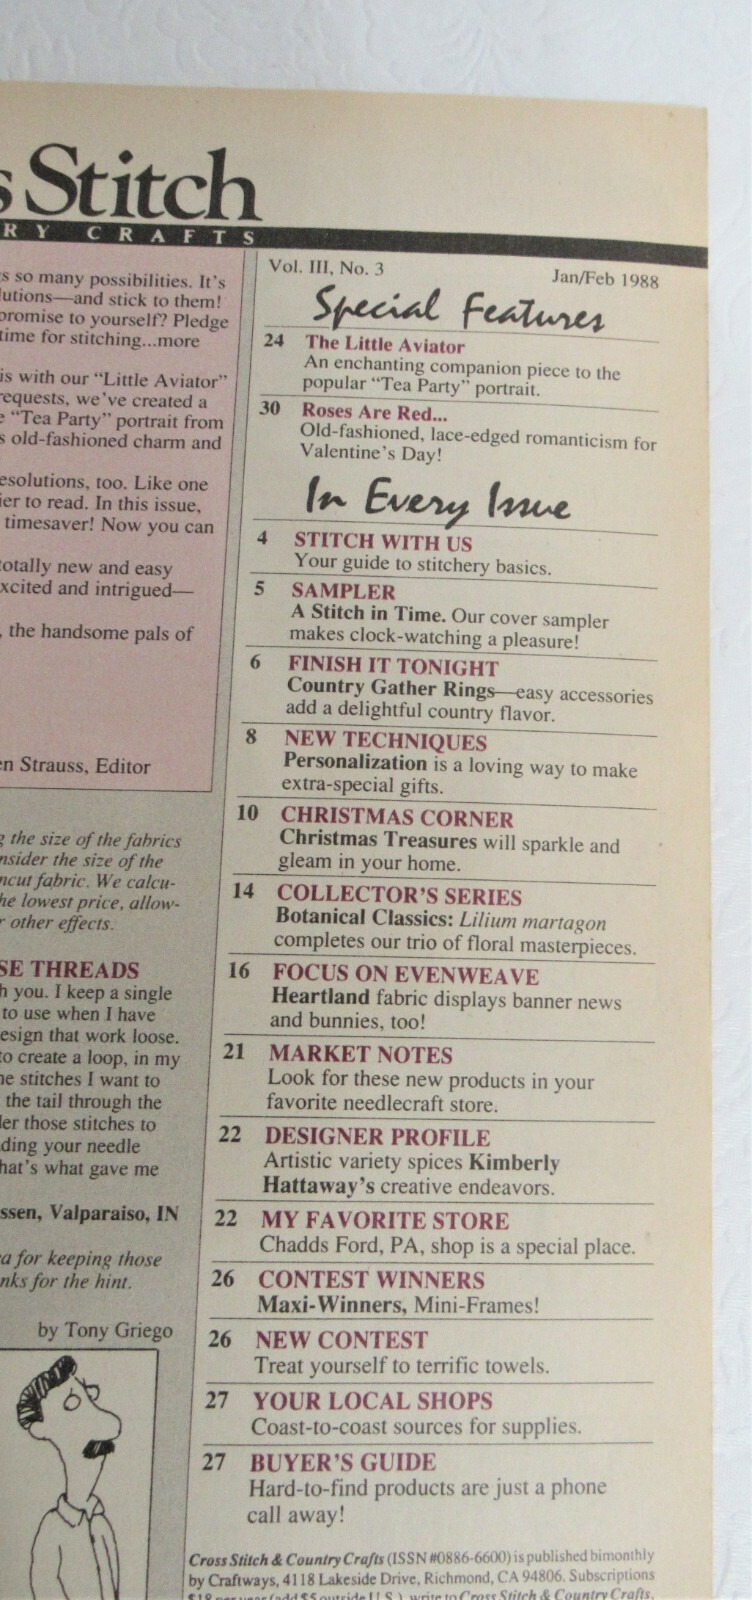 Stitch
RY CRAFTS
so many possibilities. It's
lutions—and stick to them!
promise to yourself? Pledge
time for stitching...more
is with our "Little Aviator"
requests, we've created a
"Tea Party" portrait from
s old-fashioned charm and
esolutions, too. Like one
ier to read. In this issue,
timesaver! Now you can
totally new and easy
xcited and intrigued—
, the handsome pals of
en Strauss, Editor
the size of the fabrics
nsider the size of the
ncut fabric. We calcu-
he lowest price, allow-
r other effects.
SE THREADS
h you. I keep a single
to use when I have
esign that work loose.
to create a loop, in my
he stitches I want to
the tail through the
der those stitches to
ding your needle
hat's what gave me
ssen, Valparaiso, IN
a for keeping those
nks for the hint.
by Tony Griego
Vol. III, No. 3
Jan/Feb 1988
Special Features
24 The Little Aviator
An enchanting companion piece to the
popular "Tea Party" portrait.
30 Roses Are Red...
Old-fashioned, lace-edged romanticism for
Valentine's Day!
In Every Issue
4 STITCH WITH US
Your guide to stitchery basics.
5 SAMPLER
A Stitch in Time. Our cover sampler
makes clock-watching a pleasure!
6 FINISH IT TONIGHT
Country Gather Rings—easy accessories
add a delightful country flavor.
8 NEW TECHNIQUES
Personalization is a loving way to make
extra-special gifts.
10 CHRISTMAS CORNER
Christmas Treasures will sparkle and
gleam in your home.
14 COLLECTOR'S SERIES
Botanical Classics: Lilium martagon
completes our trio of floral masterpieces.
16 FOCUS ON EVENWEAVE
Heartland fabric displays banner news
and bunnies, too!
21 MARKET NOTES
Look for these new products in your
favorite needlecraft store.
22 DESIGNER PROFILE
Artistic variety spices Kimberly
Hattaway's creative endeavors.
22 MY FAVORITE STORE
Chadds Ford, PA, shop is a special place.
26 CONTEST WINNERS
Maxi-Winners, Mini-Frames!
26 NEW CONTEST
Treat yourself to terrific towels.
27 YOUR LOCAL SHOPS
Coast-to-coast sources for supplies.
27 BUYER'S GUIDE
Hard-to-find products are just a phone
call away!
Cross Stitch & Country Crafts (ISSN #0886-6600) is published bimonthly
by Craftways, 4118 Lakeside Drive, Richmond, CA 94806. Subscriptions
$18 per year (add $5 outside U.S.), write to Cross Stitch & Country Crafts,